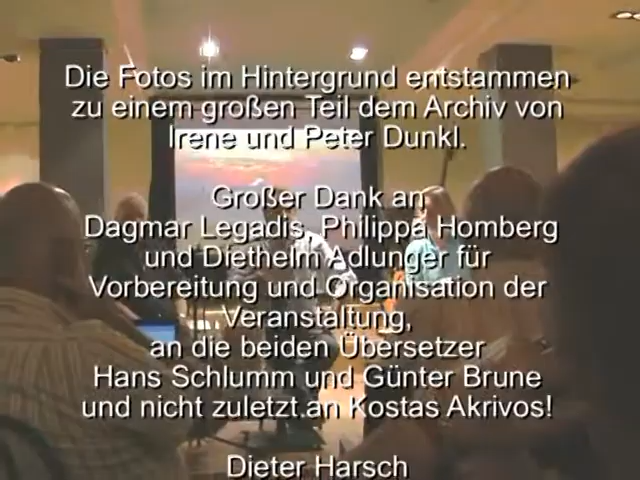 Die Fotos im Hintergrund entstammen
zu einem großen Teil dem Archiv von
Irene und Peter Dunkl.
Großer Dank an
Dagmar Legadis, Philippa Homberg
und Diethelm Adlunger für
Vorbereitung und Organisation der
Veranstaltung,
an die beiden Übersetzer
Hans Schlumm und Günter Brune
und nicht zuletzt an Kostas Akrivos!
Dieter Harsch